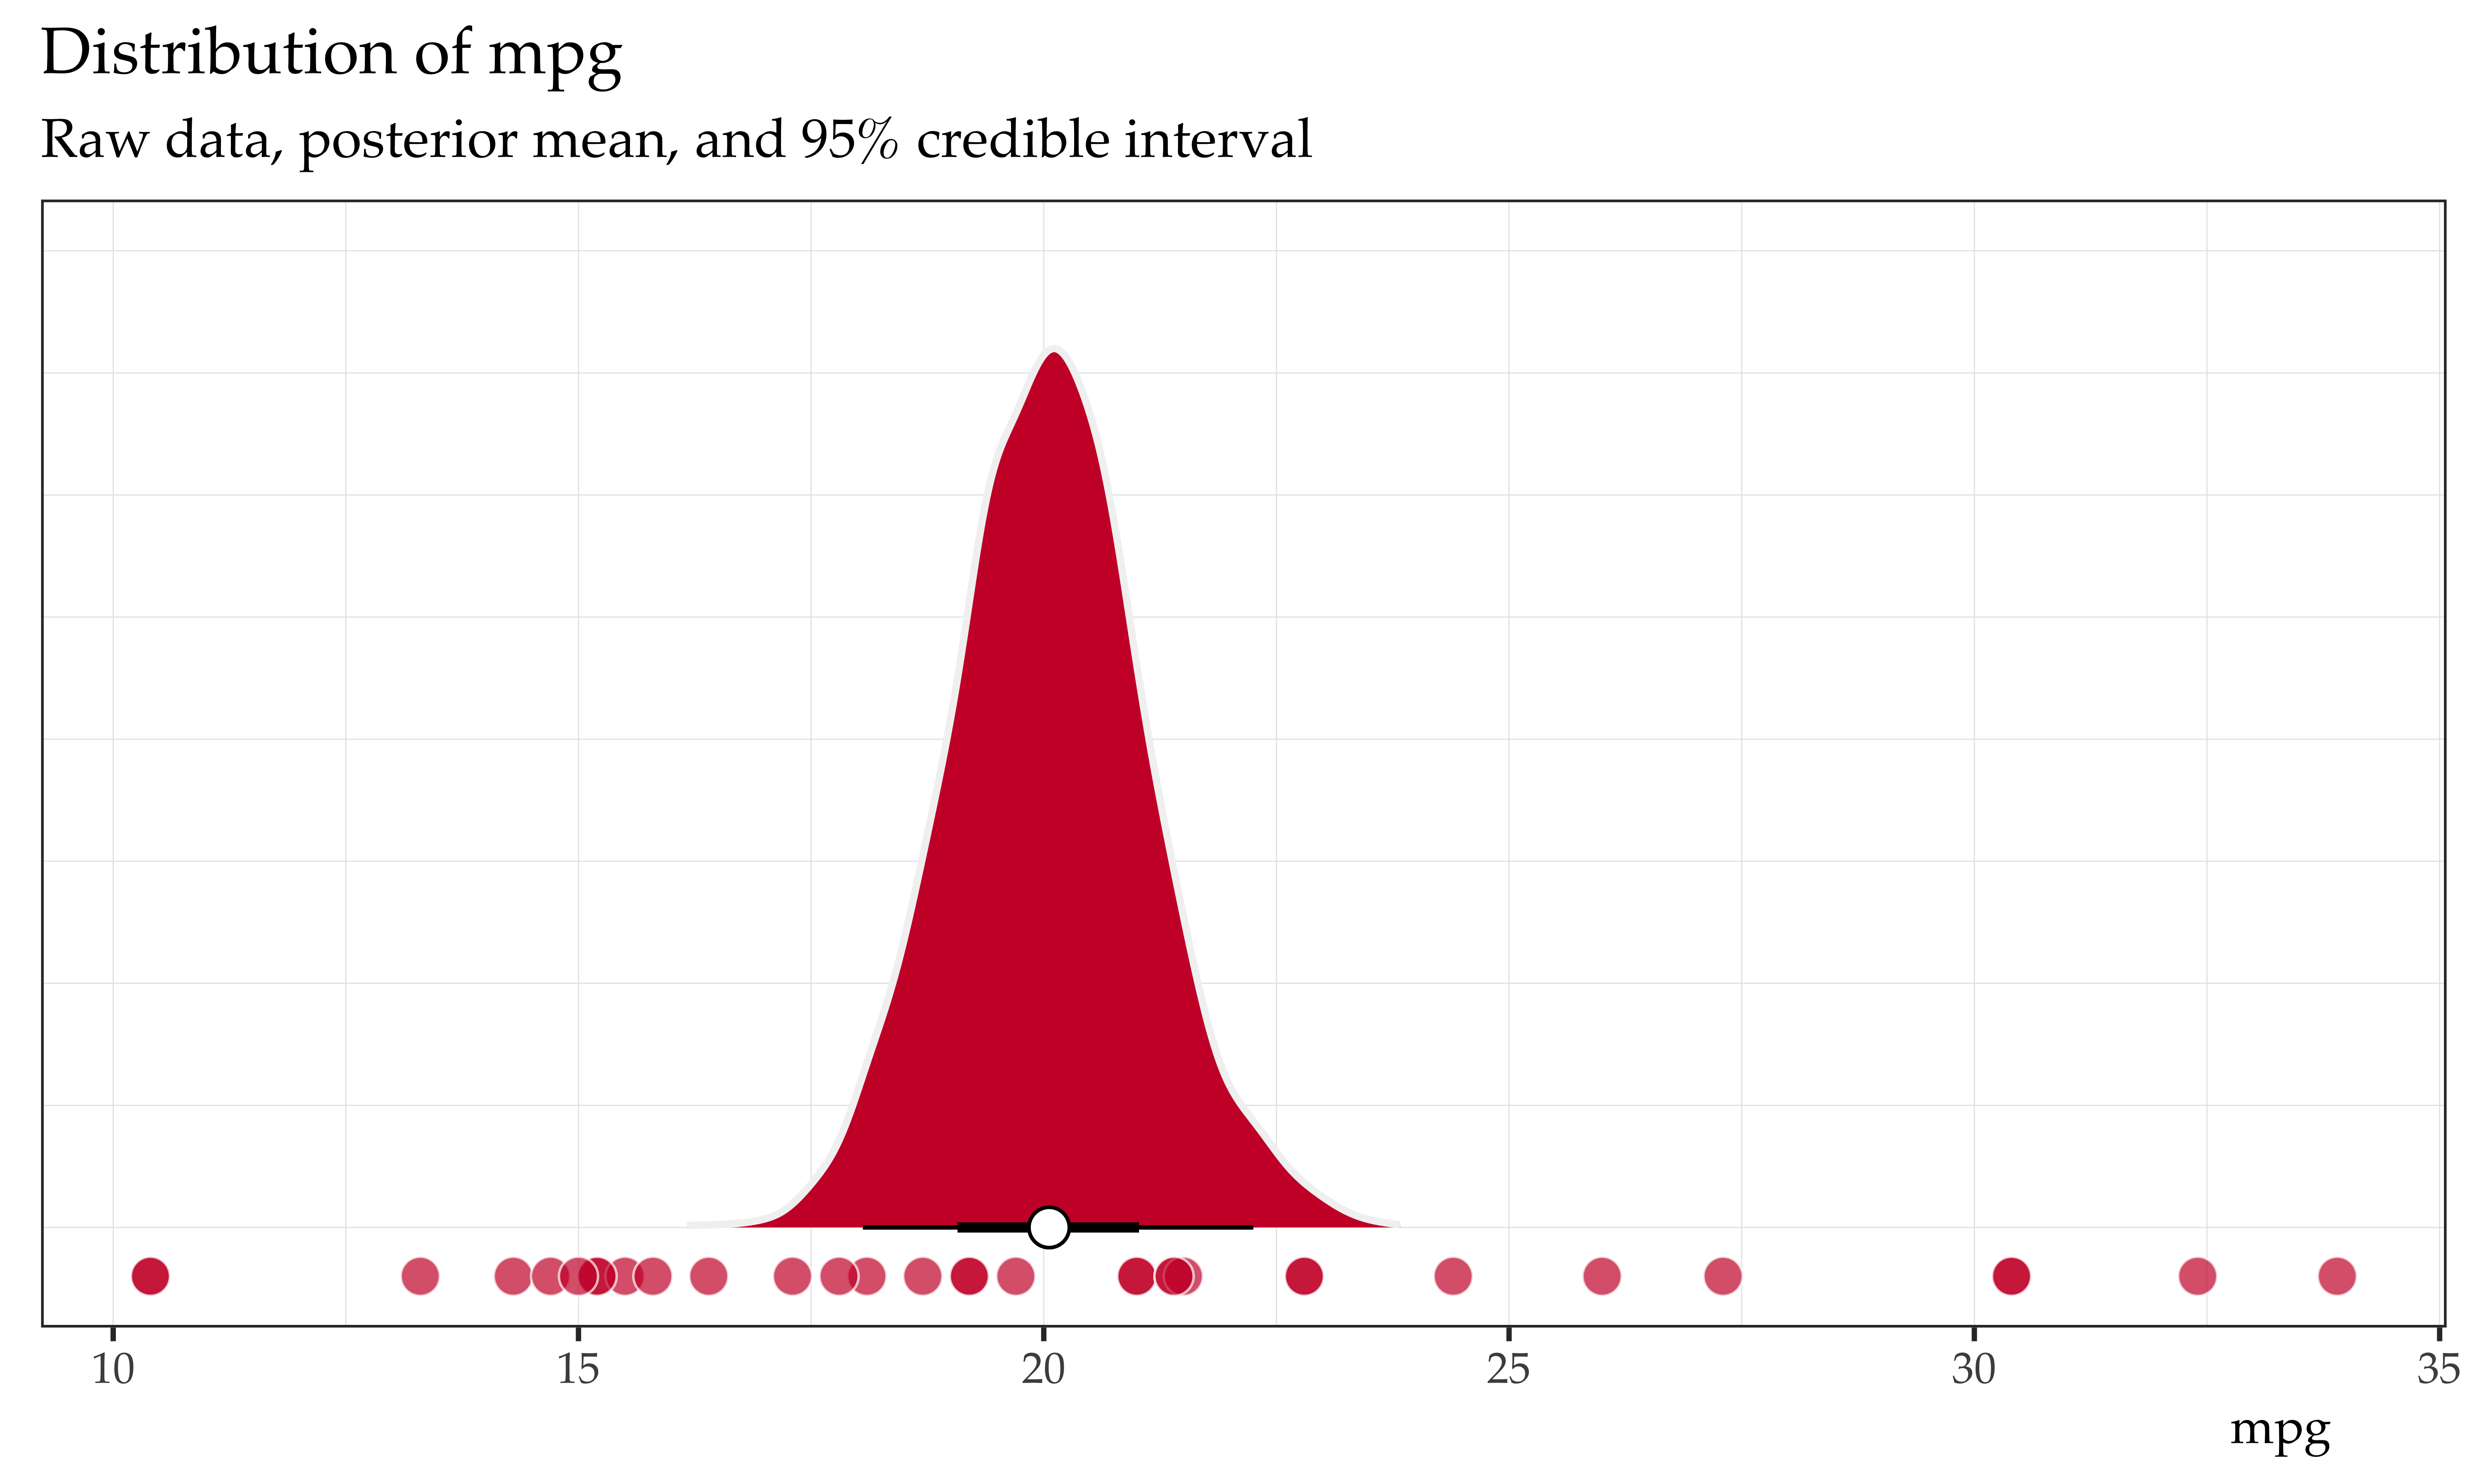 Distribution of mpg
Raw data, posterior mean, and 95% credible interval
10 15 20 25 30 35
mpg